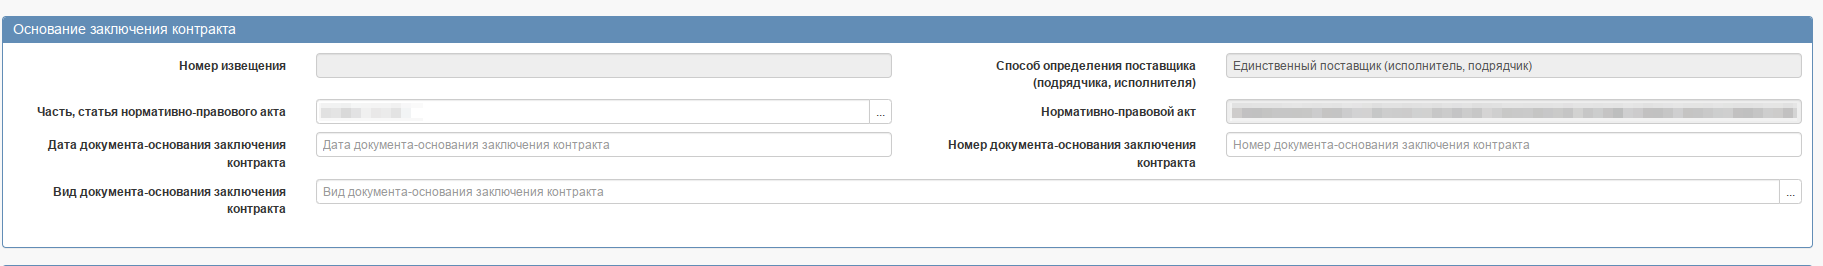 Основание заключения контракта
Номер извещения
Способ определения поставщика
(подрядчика, исполнителя)
Единственный поставщик (исполнитель, подрядчик)
Часть, статья нормативно-правового акта
...
Нормативно-правовой акт
Дата документа-основания заключения
контракта
Дата документа-основания заключения контракта
Номер документа-основания заключения
контракта
Номер документа-основания заключения контракта
Вид документа-основания заключения
контракта
Вид документа-основания заключения контракта
...